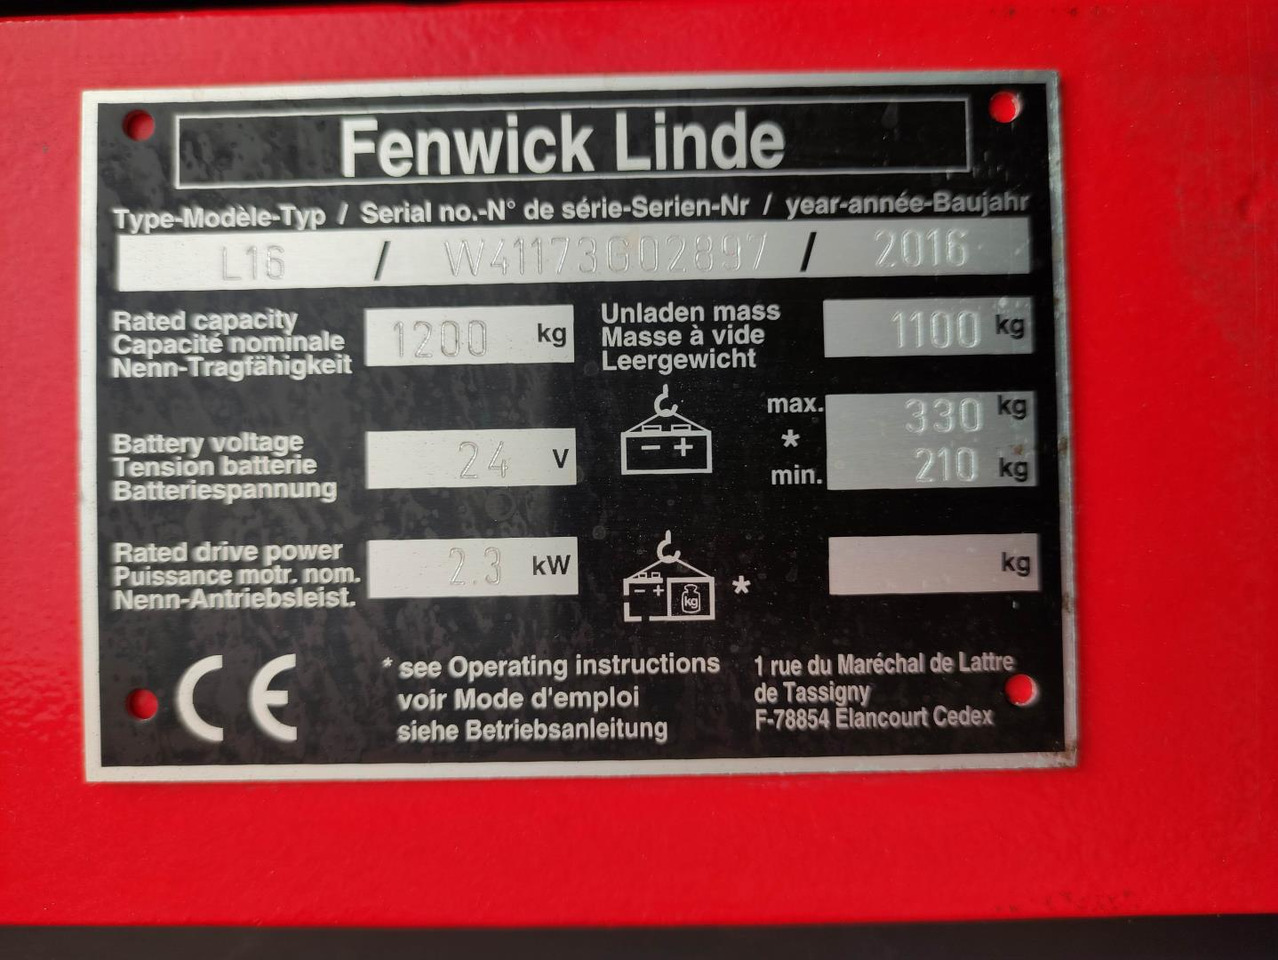 Fenwick Linde
Type-Modèle-Typ / Serial no.-N° de série-Serien-Nr / year-année-Baujahr
L16 / W41173G02897 / 2016
Rated capacity
Capacité nominale
Nenn-Tragfähigkeit
1200 kg
Unladen mass
Masse à vide
Leergewicht
1100 kg
Battery voltage
Tension batterie
Batteriespannung
24 V
- +
max. 330 kg
*
min. 210 kg
Rated drive power
Puissance motr. nom.
Nenn-Antriebsleist.
2.3 kW
- + kg * kg
CE
* see Operating instructions
voir Mode d'emploi
siehe Betriebsanleitung
1 rue du Maréchal de Lattre
de Tassigny
F-78854 Elancourt Cedex